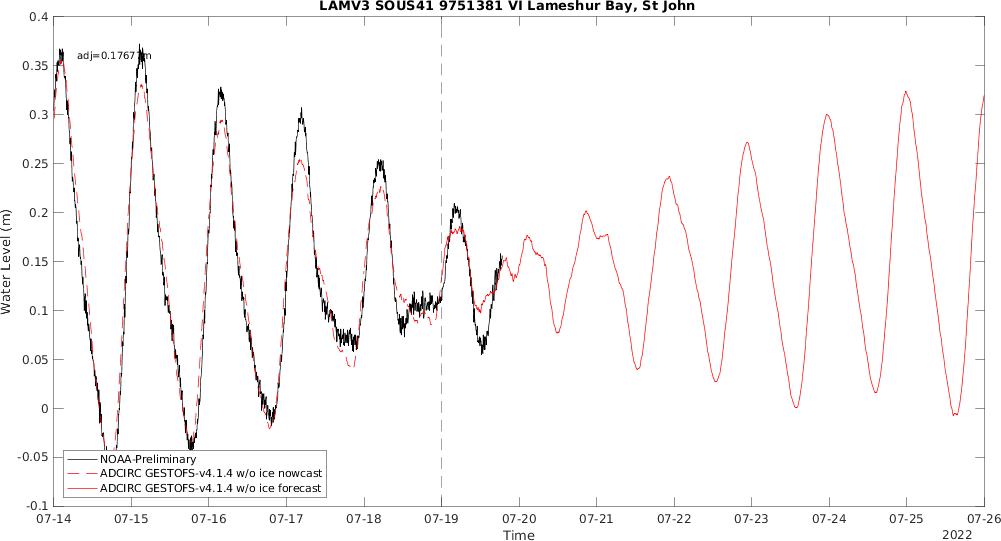 LAMV3 SOUS41 9751381 VI Lameshur Bay, St John
adj=0.17677m
Water Level (m)
0.4
0.35
0.3
0.25
0.2
0.15
0.1
0.05
0
-0.05
-0.1
NOAA-Preliminary
ADCIRC GESTOFS-v4.1.4 w/o ice nowcast
ADCIRC GESTOFS-v4.1.4 w/o ice forecast
07-14 07-15 07-16 07-17 07-18 07-19 07-20 07-21 07-22 07-23 07-24 07-25 07-26
Time
2022